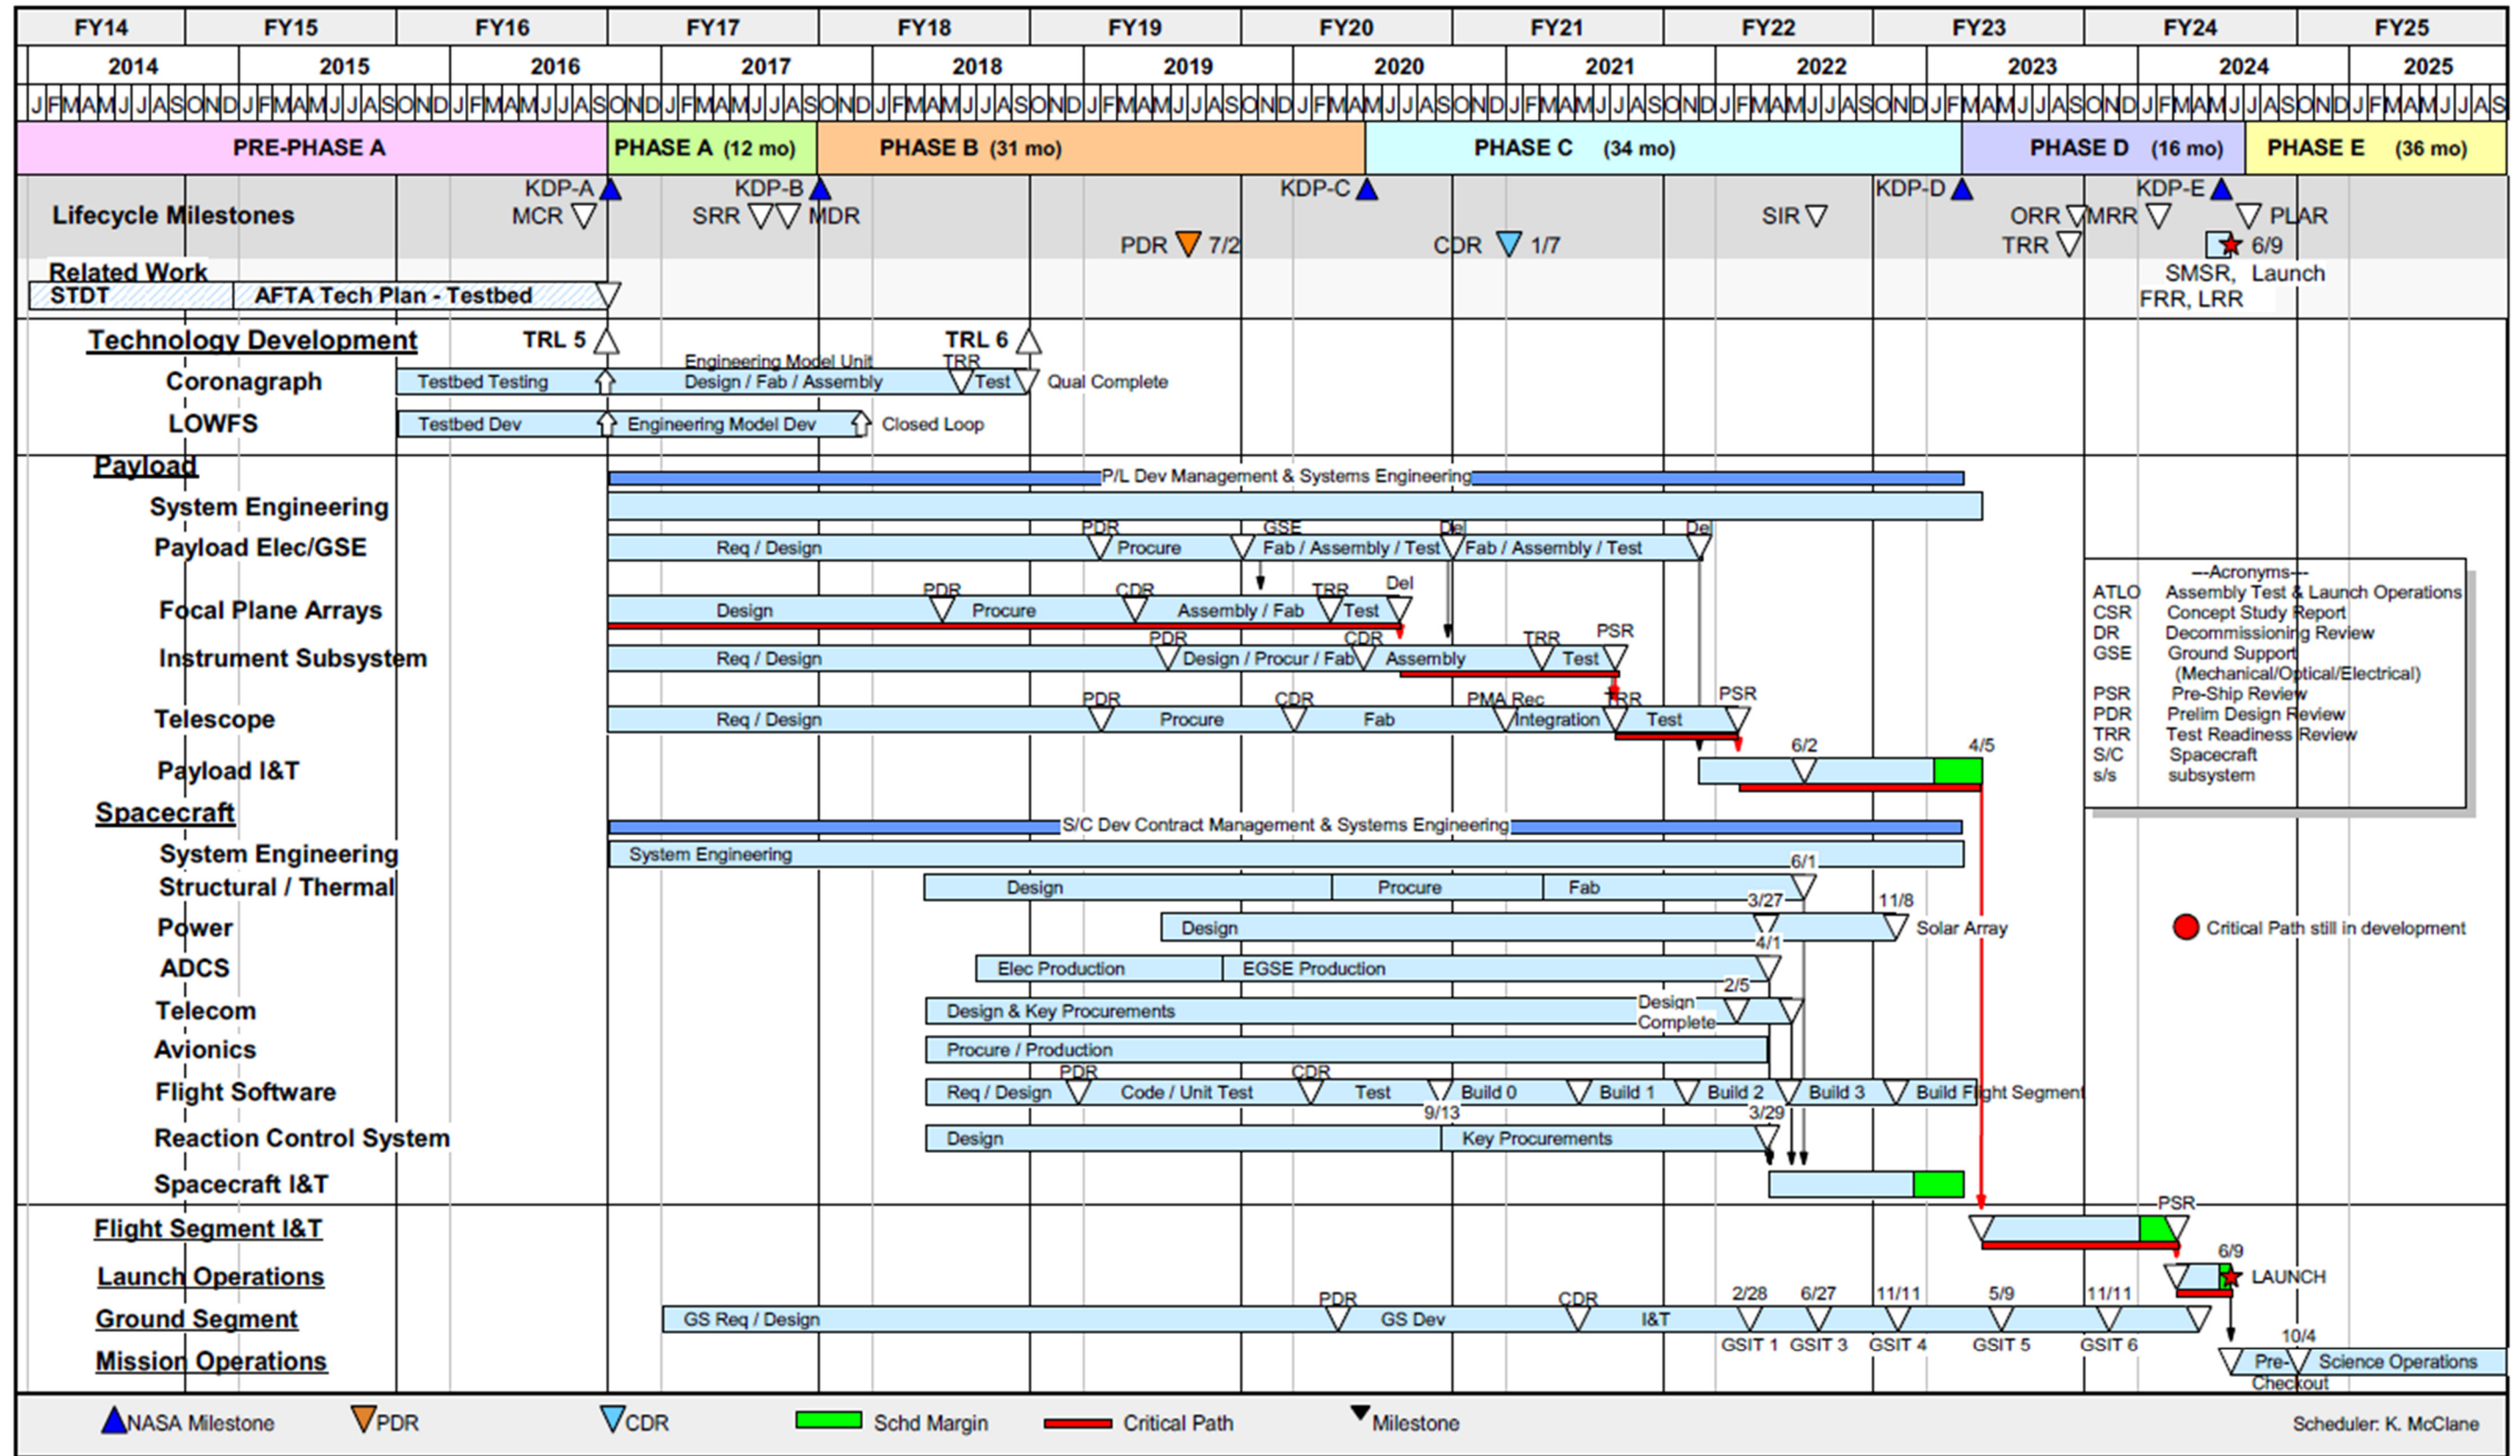 FY14 FY15 FY16 FY17 FY18 FY19 FY20 FY21 FY22 FY23 FY24 FY25
2014 2015 2016 2017 2018 2019 2020 2021 2022 2023 2024 2025
J F M A M J J A S O N D J F M A M J J A S O N D J F M A M J J A S O N D J F M A M J J A S O N D J F M A M J J A S O N D J F M A M J J A S O N D J F M A M J J A S O N D J F M A M J J A S O N D J F M A M J J A S O N D J F M A M J J A S O N D J F M A M J J A S O N D J F M A M J J A S
PRE-PHASE A PHASE A (12 mo) PHASE B (31 mo) PHASE C (34 mo) PHASE D (16 mo) PHASE E (36 mo)
KDP-A KDP-B KDP-C KDP-D KDP-E
Lifecycle Milestones MCR SRR MDR SIR ORR MRR PLAR
PDR 7/2 CDR 1/7 TRR 6/9
Related Work SMSR, Launch
STDT AFTA Tech Plan - Testbed FRR, LRR
Technology Development TRL 5 TRL 6
Engineering Model Unit TRR
Coronagraph Testbed Testing Design / Fab / Assembly Test Qual Complete
LOWFS Testbed Dev Engineering Model Dev Closed Loop
Payload P/L Dev Management & Systems Engineering
System Engineering
PDR GSE Del Del
Payload Elec/GSE Req / Design Procure Fab / Assembly / Test Fab / Assembly / Test
PDR CDR TRR Del
Focal Plane Arrays Design Procure Assembly / Fab Test
PDR CDR TRR PSR
Instrument Subsystem Req / Design Design / Procur / Fab Assembly Test
PDR CDR PMA Rec TRR PSR
Telescope Req / Design Procure Fab Integration Test
6/2 4/5
Payload I&T
---Acronyms---
ATLO Assembly Test & Launch Operations
CSR Concept Study Report
DR Decommissioning Review
GSE Ground Support
(Mechanical/Optical/Electrical)
PSR Pre-Ship Review
PDR Prelim Design Review
TRR Test Readiness Review
S/C Spacecraft
s/s subsystem
Spacecraft S/C Dev Contract Management & Systems Engineering
System Engineering System Engineering
6/1
Structural / Thermal Design Procure Fab
3/27 11/8
Power Design Solar Array Critical Path still in development
4/1
ADCS Elec Production EGSE Production
2/5
Telecom Design & Key Procurements Design
Complete
Avionics Procure / Production
PDR CDR
Flight Software Req / Design Code / Unit Test Test Build 0 Build 1 Build 2 Build 3 Build Flight Segment
9/13 3/29
Reaction Control System Design Key Procurements
Spacecraft I&T
PSR
Flight Segment I&T
6/9
Launch Operations LAUNCH
PDR CDR 2/28 6/27 11/11 5/9 11/11
Ground Segment GS Req / Design GS Dev I&T
GSIT 1 GSIT 3 GSIT 4 GSIT 5 GSIT 6
10/4
Mission Operations Pre- Science Operations
Checkout
NASA Milestone PDR CDR Schd Margin Critical Path Milestone Scheduler: K. McClane